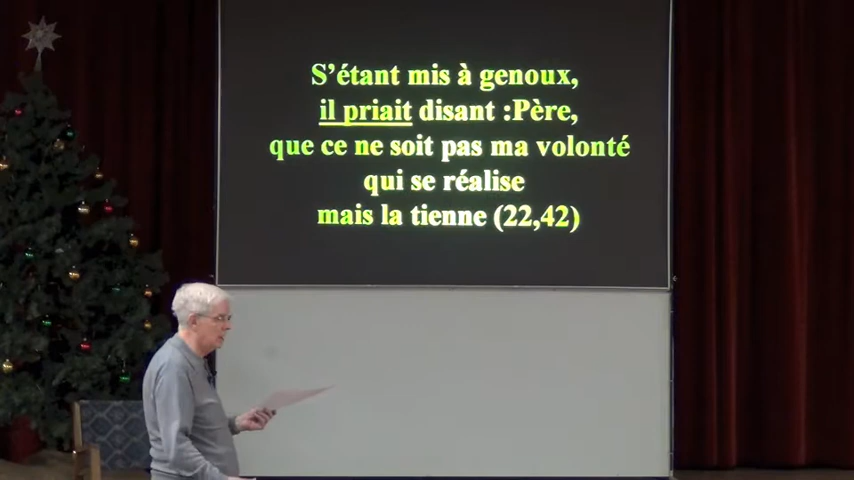 S'étant mis à genoux,
il priait disant :Père,
que ce ne soit pas ma volonté
qui se réalise
mais la tienne (22,42)